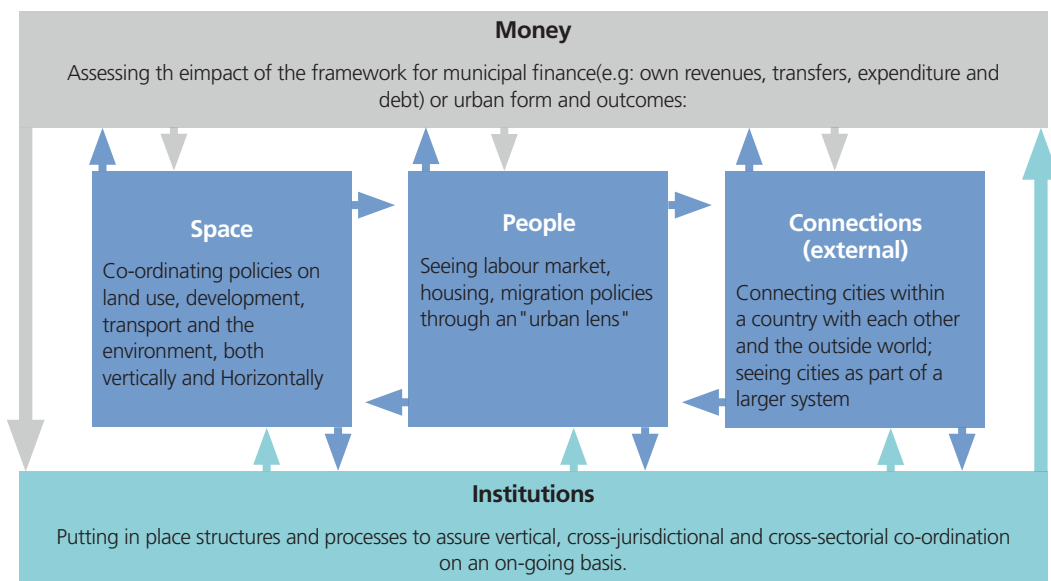 Money
Assessing th eimpact of the framework for municipal finance(e.g: own revenues, transfers, expenditure and
debt) or urban form and outcomes:
Space
Co-ordinating policies on
land use, development,
transport and the
environment, both
vertically and Horizontally
People
Seeing labour market,
housing, migration policies
through an"urban lens"
Connections
(external)
Connecting cities within
a country with each other
and the outside world;
seeing cities as part of a
larger system
Institutions
Putting in place structures and processes to assure vertical, cross-jurisdictional and cross-sectorial co-ordination
on an on-going basis.